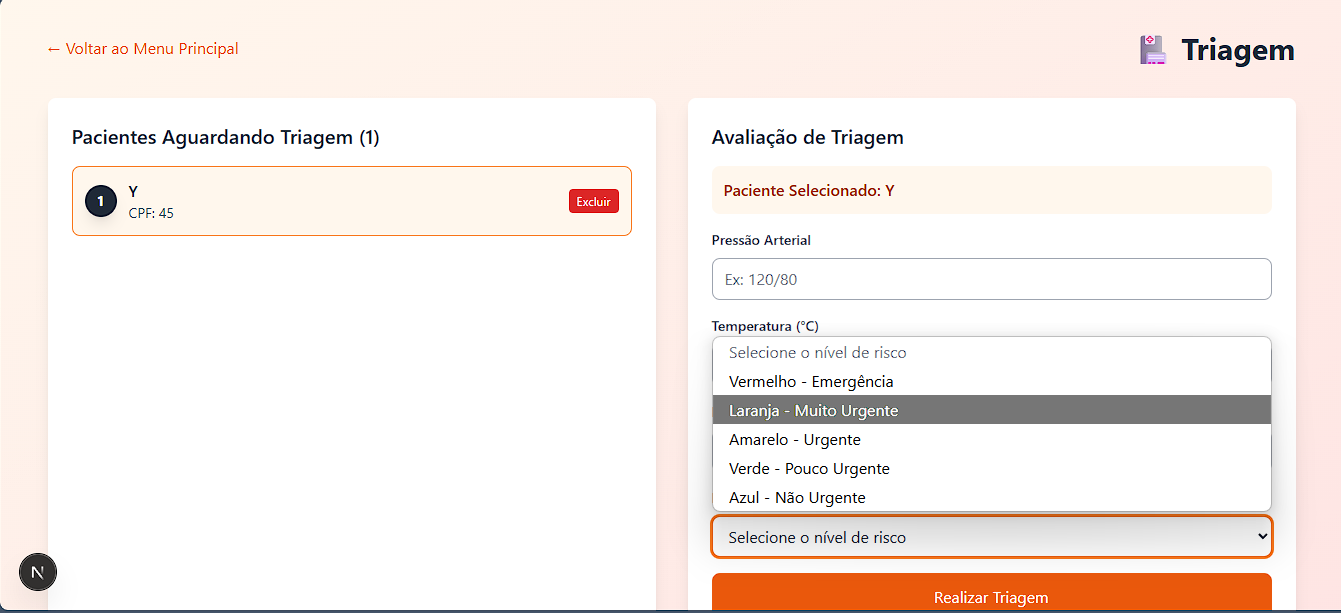 ← Voltar ao Menu Principal
Triagem
Pacientes Aguardando Triagem (1)
1
Y
CPF: 45
Excluir
Avaliação de Triagem
Paciente Selecionado: Y
Pressão Arterial
Ex: 120/80
Temperatura (°C)
Selecione o nível de risco
Vermelho - Emergência
Laranja - Muito Urgente
Amarelo - Urgente
Verde - Pouco Urgente
Azul - Não Urgente
Selecione o nível de risco
Realizar Triagem
N